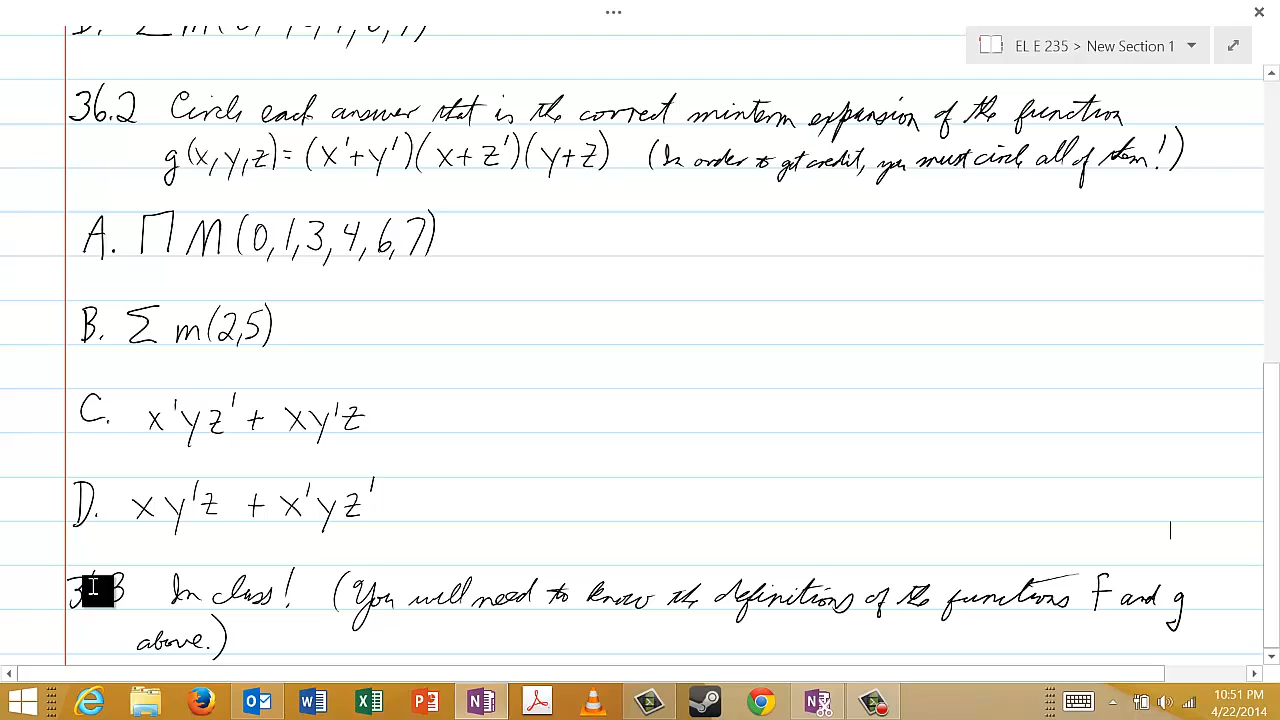 EL E 235 > New Section 1
36.2 Circle each answer that is the correct minterm expansion of the function
g(x,y,z) = (x'+y')(x+z')(y+z) (In order to get credit, you must circle all of them!)
A. ∏ M(0,1,3,4,6,7)
B. Σ m(2,5)
C. x'yz' + xy'z
D. xy'z + x'yz'
In class! (You will need to know the definitions of the functions f and g
above.)
10:51 PM
4/22/2014